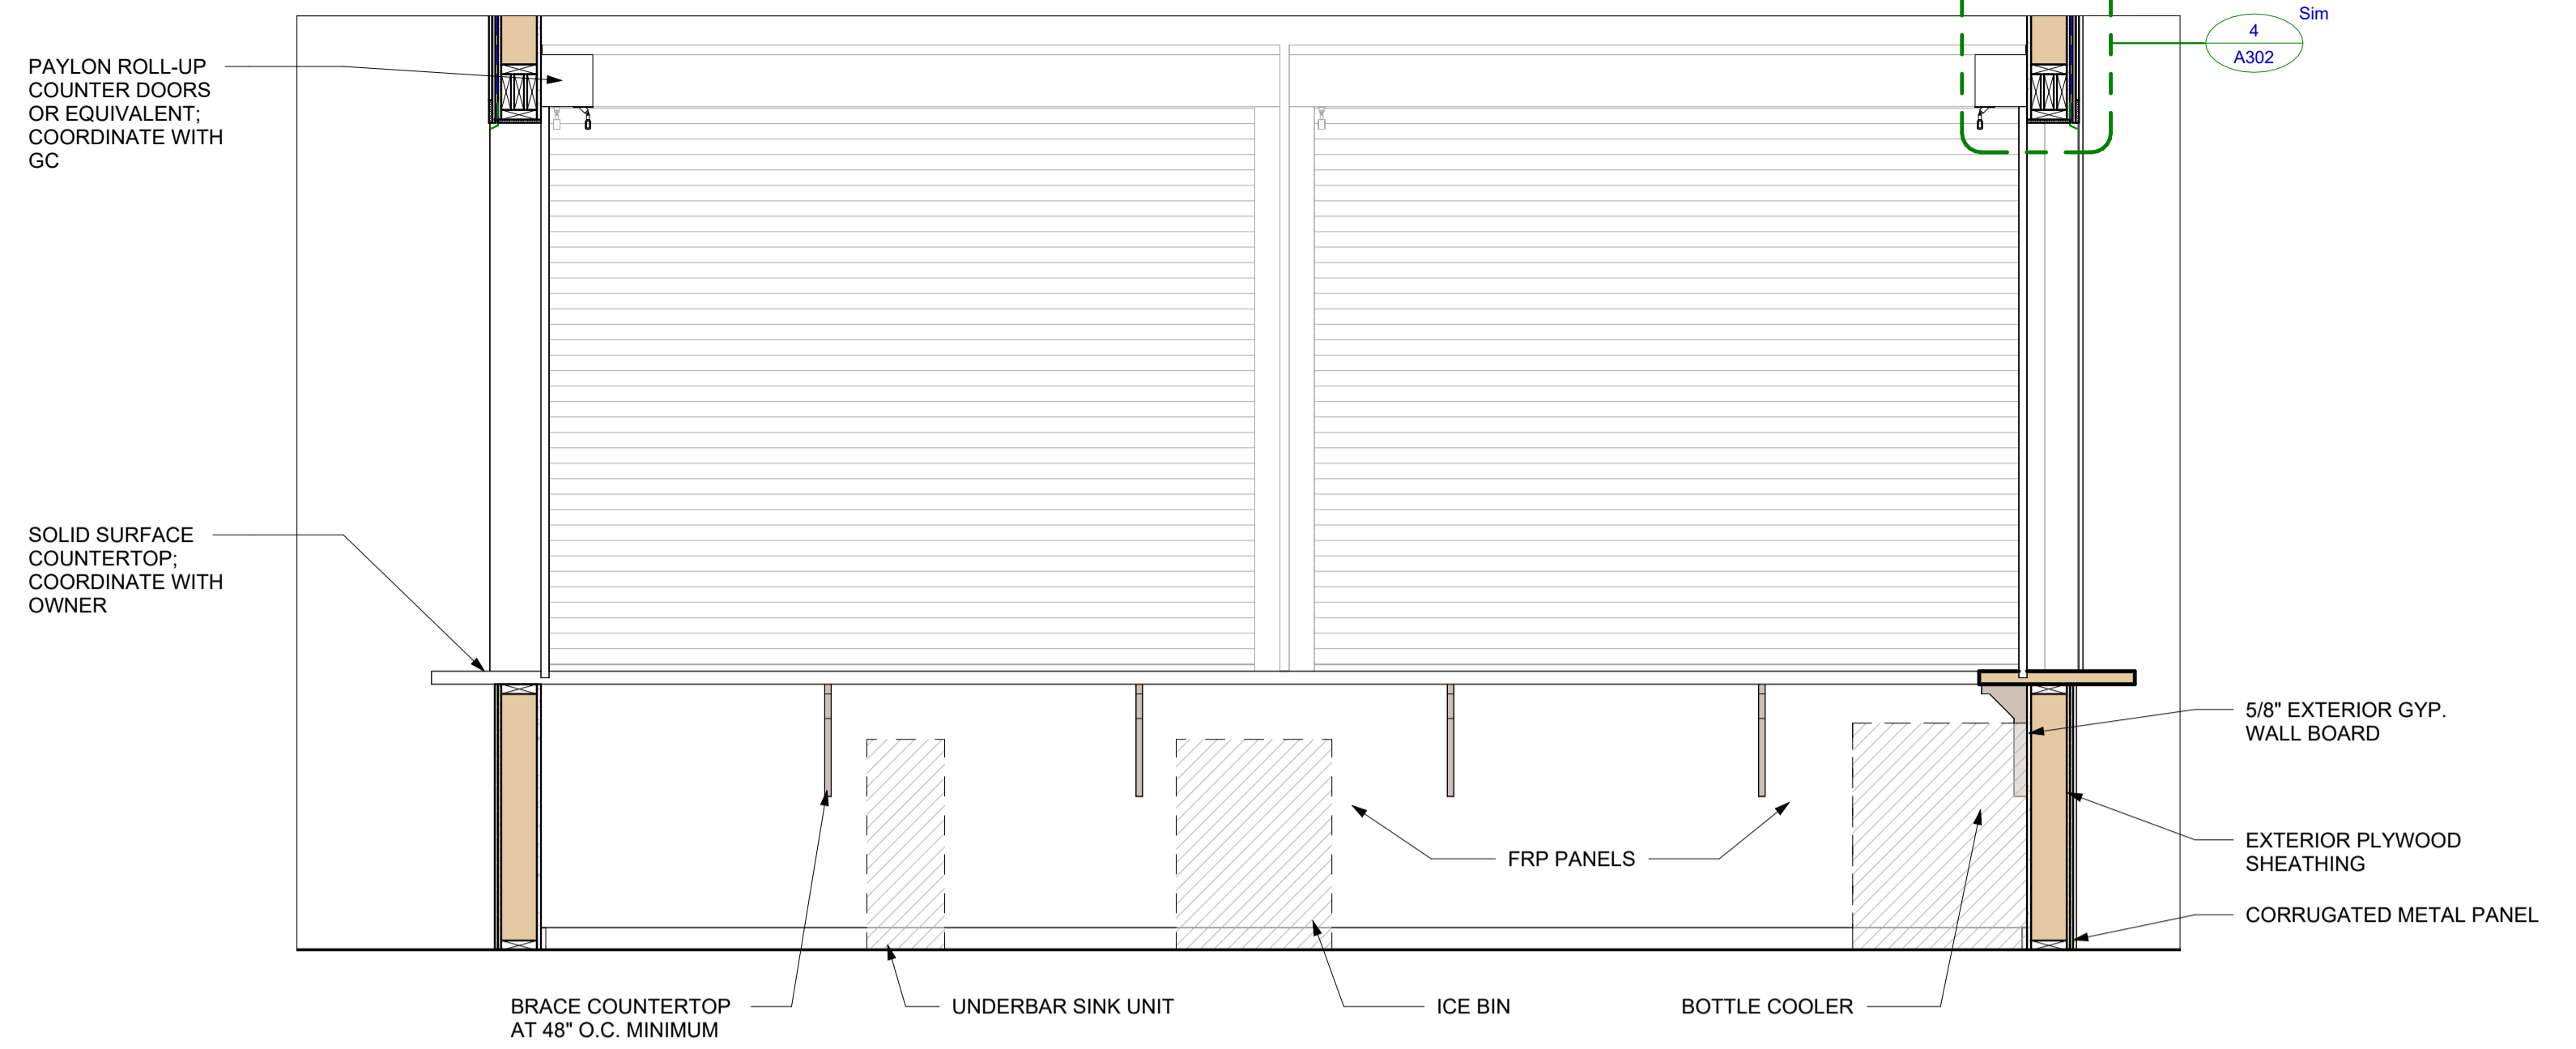 PAYLON ROLL-UP
COUNTER DOORS
OR EQUIVALENT;
COORDINATE WITH
GC
Sim
4
A302
SOLID SURFACE
COUNTERTOP;
COORDINATE WITH
OWNER
5/8" EXTERIOR GYP.
WALL BOARD
EXTERIOR PLYWOOD
SHEATHING
FRP PANELS
CORRUGATED METAL PANEL
BRACE COUNTERTOP
AT 48" O.C. MINIMUM
UNDERBAR SINK UNIT
ICE BIN
BOTTLE COOLER